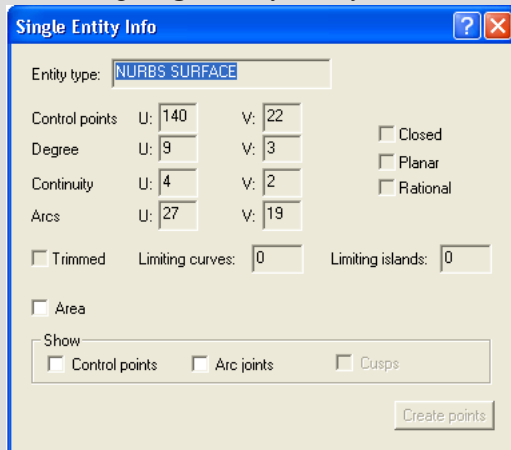 Single Entity Info
Entity type: NURBS SURFACE
Control points U: 140 V: 22
Closed
Degree U: 9 V: 3
Planar
Continuity U: 4 V: 2
Rational
Arcs U: 27 V: 19
Trimmed Limiting curves: 0 Limiting islands: 0
Area
Show
Control points Arc joints Cusps
Create points